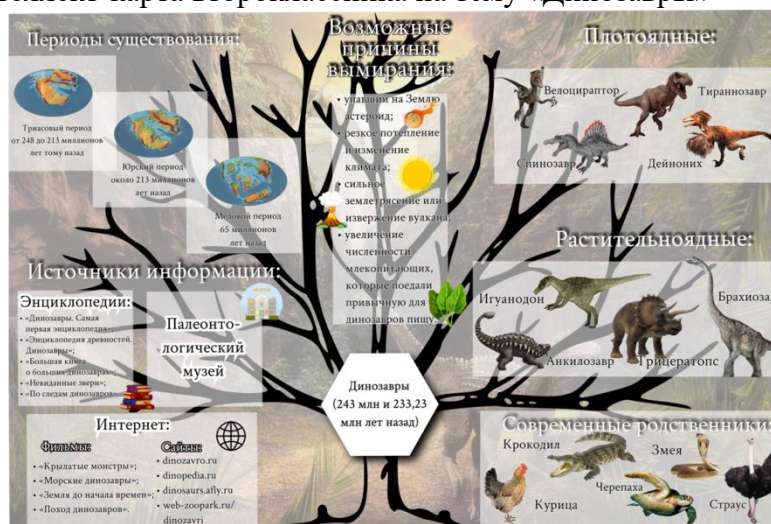 Периоды существования:
Триасовый период
от 248 до 213 миллионов
лет тому назад
Юрский период
около 213 миллионов
лет назад
Меловой период
65 миллионов
лет назад
Возможные
причины
вымирания:
• упавший на Землю
астероид;
• резкое потепление
и изменение
климата;
• сильное
землетрясение или
извержение вулкана;
• увеличение
численности
млекопитающих,
которые поедали
привычную для
динозавров пищу.
Плотоядные:
Велоцираптор
Тираннозавр
Спинозавр
Дейноних
Растительноядные:
Игуанодон
Брахиоза
Анкилозавр
Трицератопс
Источники информации:
Энциклопедии:
• «Динозавры. Самая
первая энциклопедия»;
• «Энциклопедия древностей.
Динозавры»;
• «Большая книга
о больших динозаврах»;
• «Невиданные звери»;
• «По следам динозавров».
Палеонто-
логический
музей
Динозавры
(243 млн и 233,23
млн лет назад)
Интернет:
Фильмы:
• «Крылатые монстры»;
• «Морские динозавры»;
• «Земля до начала времен»;
• «Поход динозавров».
Сайты:
• dinozavro.ru
• dinopedia.ru
• dinosaurs.afly.ru
• web-zoopark.ru/
dinozavri
Современные родственники:
Крокодил
Змея
Курица
Черепаха
Страус